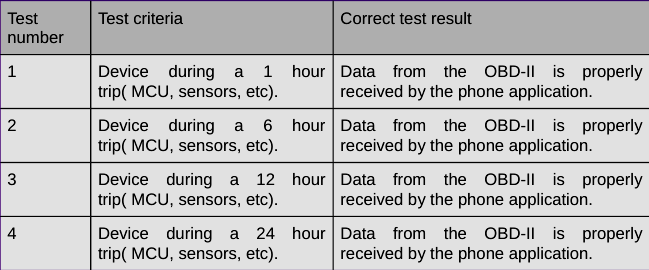 Test Test criteria Correct test result
number
1 Device during a 1 hour Data from the OBD-II is properly
trip( MCU, sensors, etc). received by the phone application.
2 Device during a 6 hour Data from the OBD-II is properly
trip( MCU, sensors, etc). received by the phone application.
3 Device during a 12 hour Data from the OBD-II is properly
trip( MCU, sensors, etc). received by the phone application.
4 Device during a 24 hour Data from the OBD-II is properly
trip( MCU, sensors, etc). received by the phone application.